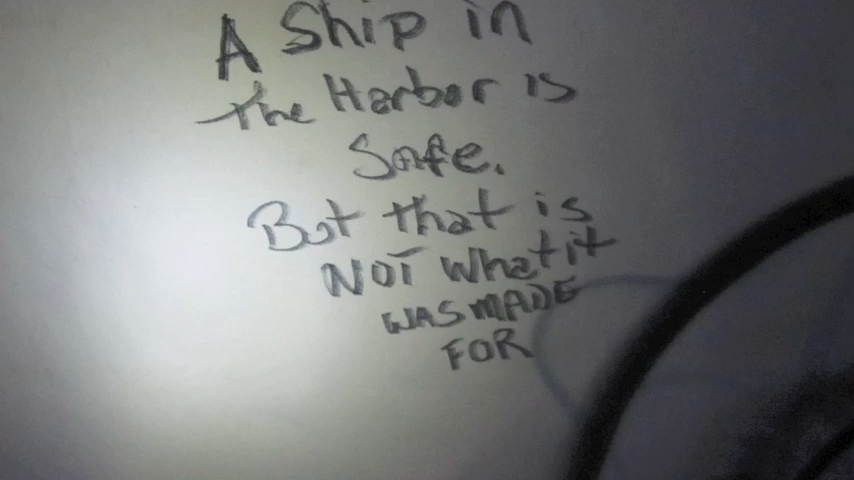 A Ship in
The Harbor is
Safe.
But that is
NOT What it
WAS MADE
FOR